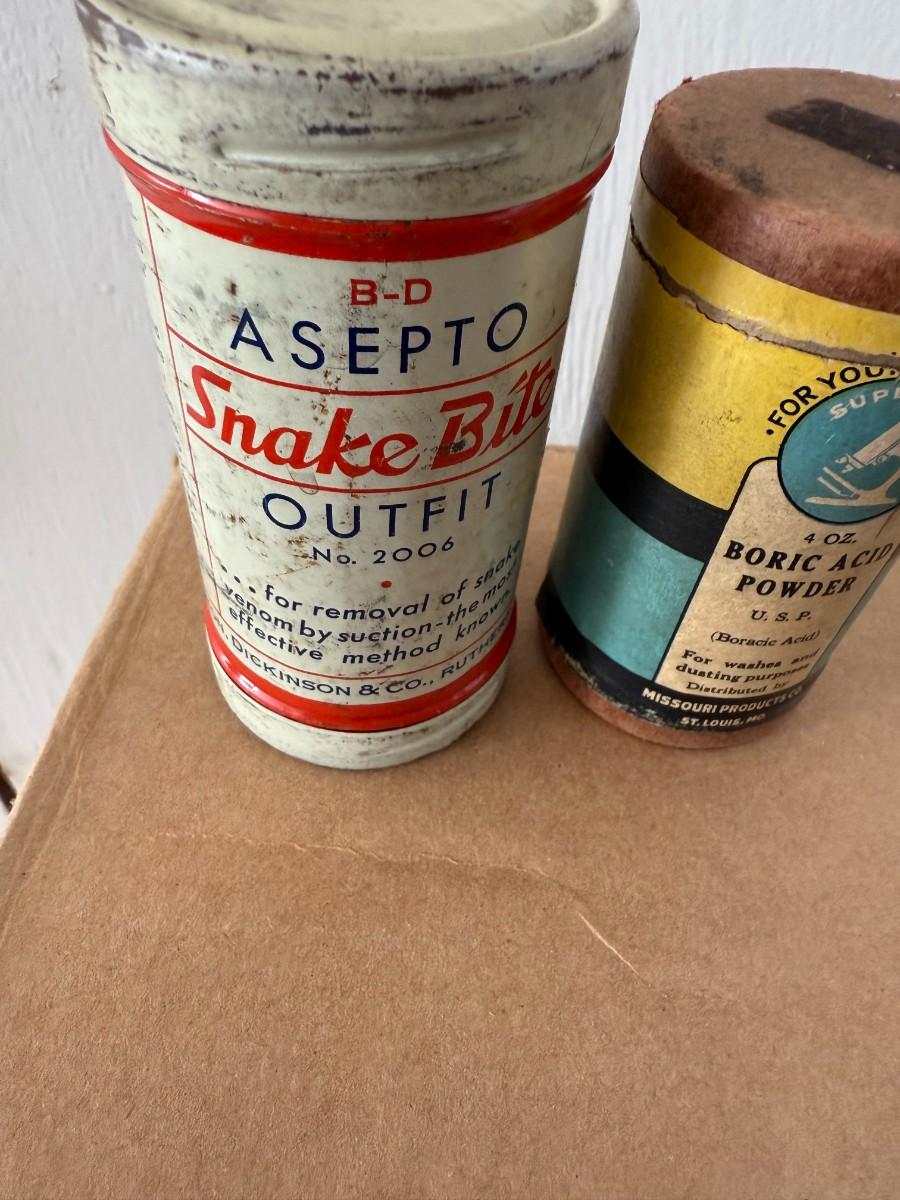 B-D
ASEPTO
Snake Bite
OUTFIT
No. 2006
...for removal of snake
venom by suction-the most
effective method known.
DICKINSON & CO., RUTHER
•FOR YOU
SUP
4 OZ.
BORIC ACID
POWDER
U. S. P.
(Boracic Acid)
For washes and
dusting purposes
Distributed by
MISSOURI PRODUCTS CO.
ST. LOUIS, MO.